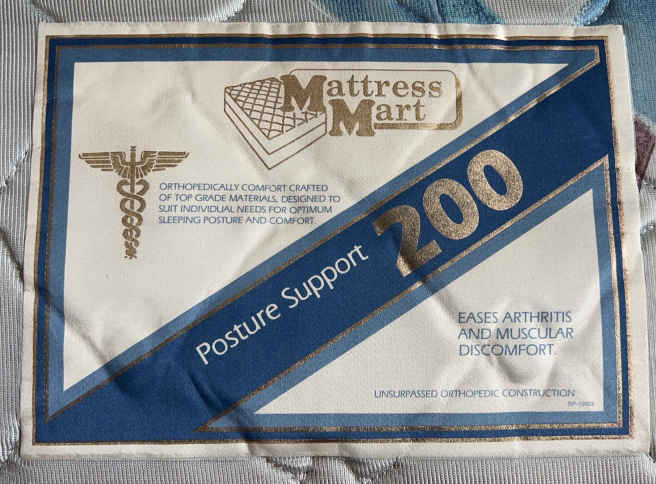 Mattress
Mart
ORTHOPEDICALLY COMFORT CRAFTED
OF TOP GRADE MATERIALS, DESIGNED TO
SUIT INDIVIDUAL NEEDS FOR OPTIMUM
SLEEPING POSTURE AND COMFORT.
Posture Support 200
EASES ARTHRITIS
AND MUSCULAR
DISCOMFORT.
UNSURPASSED ORTHOPEDIC CONSTRUCTION